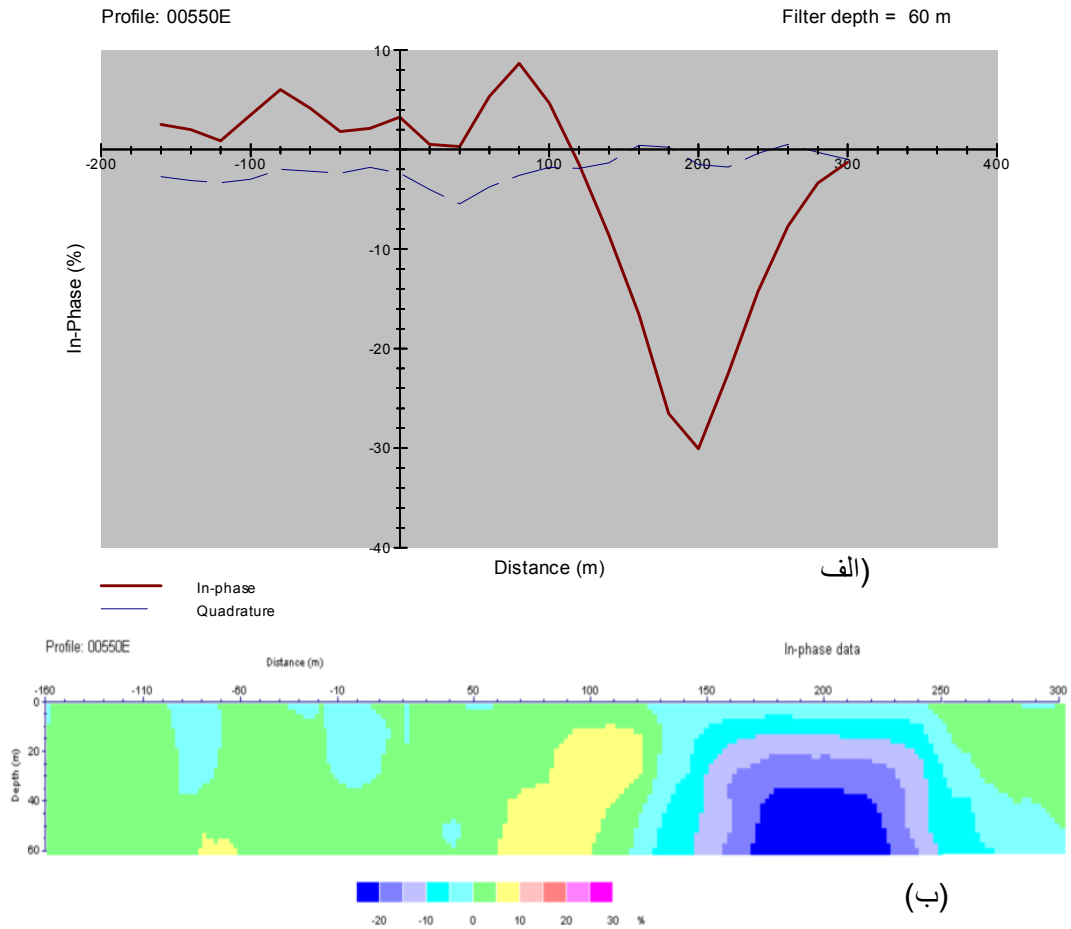 Profile: 00550E
Filter depth = 60 m
10
-200 -100 100 200 300 400
-10
-20
-30
-40
In-Phase (%)
Distance (m)
الف)
In-phase
Quadrature
Profile: 00550E
In-phase data
Distance (m)
-160 -110 -60 -10 50 100 150 200 250 300
0
20
40
60
Depth (m)
-20 -10 0 10 20 30 %
(ب)